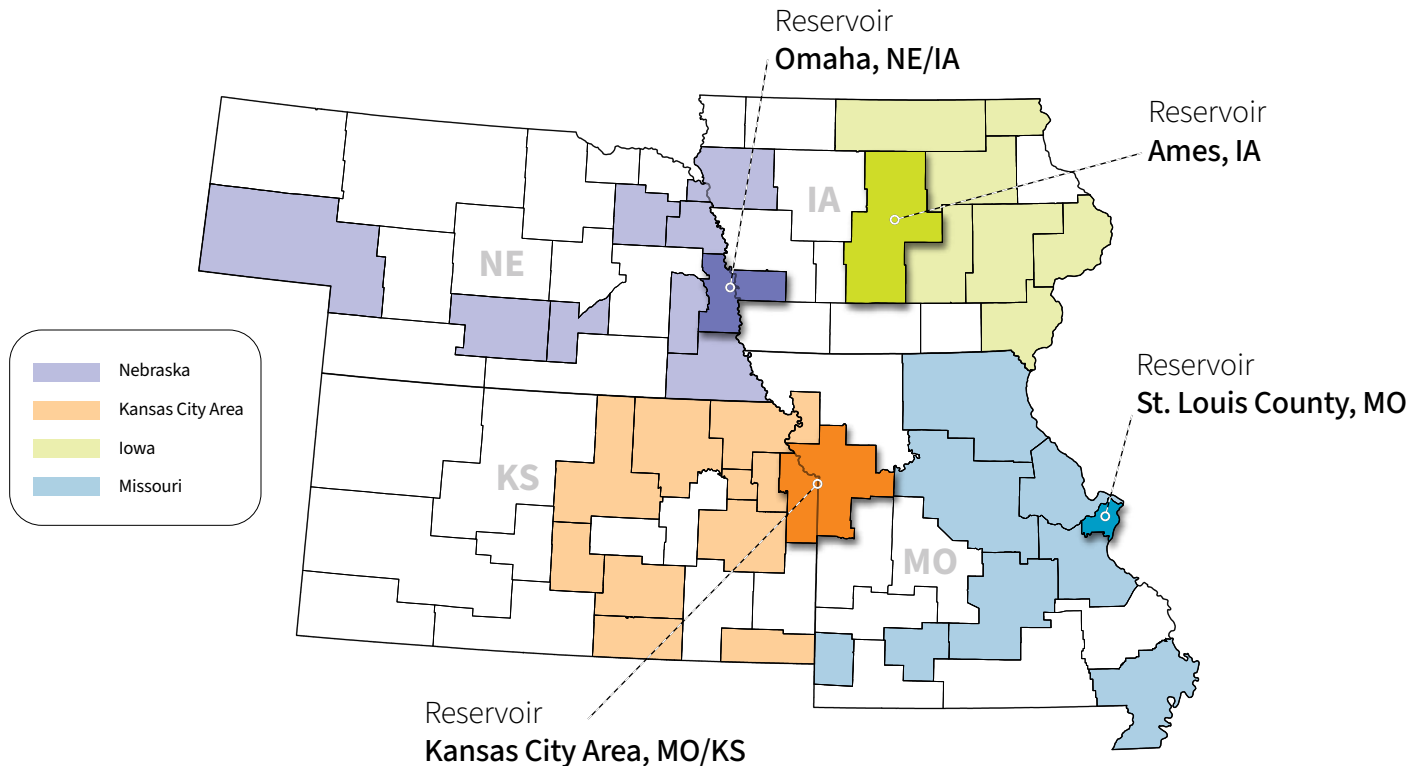 Reservoir
Omaha, NE/IA
Reservoir
Ames, IA
IA
NE
Nebraska
Kansas City Area
Iowa
Missouri
Reservoir
St. Louis County, MO
KS
MO
Reservoir
Kansas City Area, MO/KS